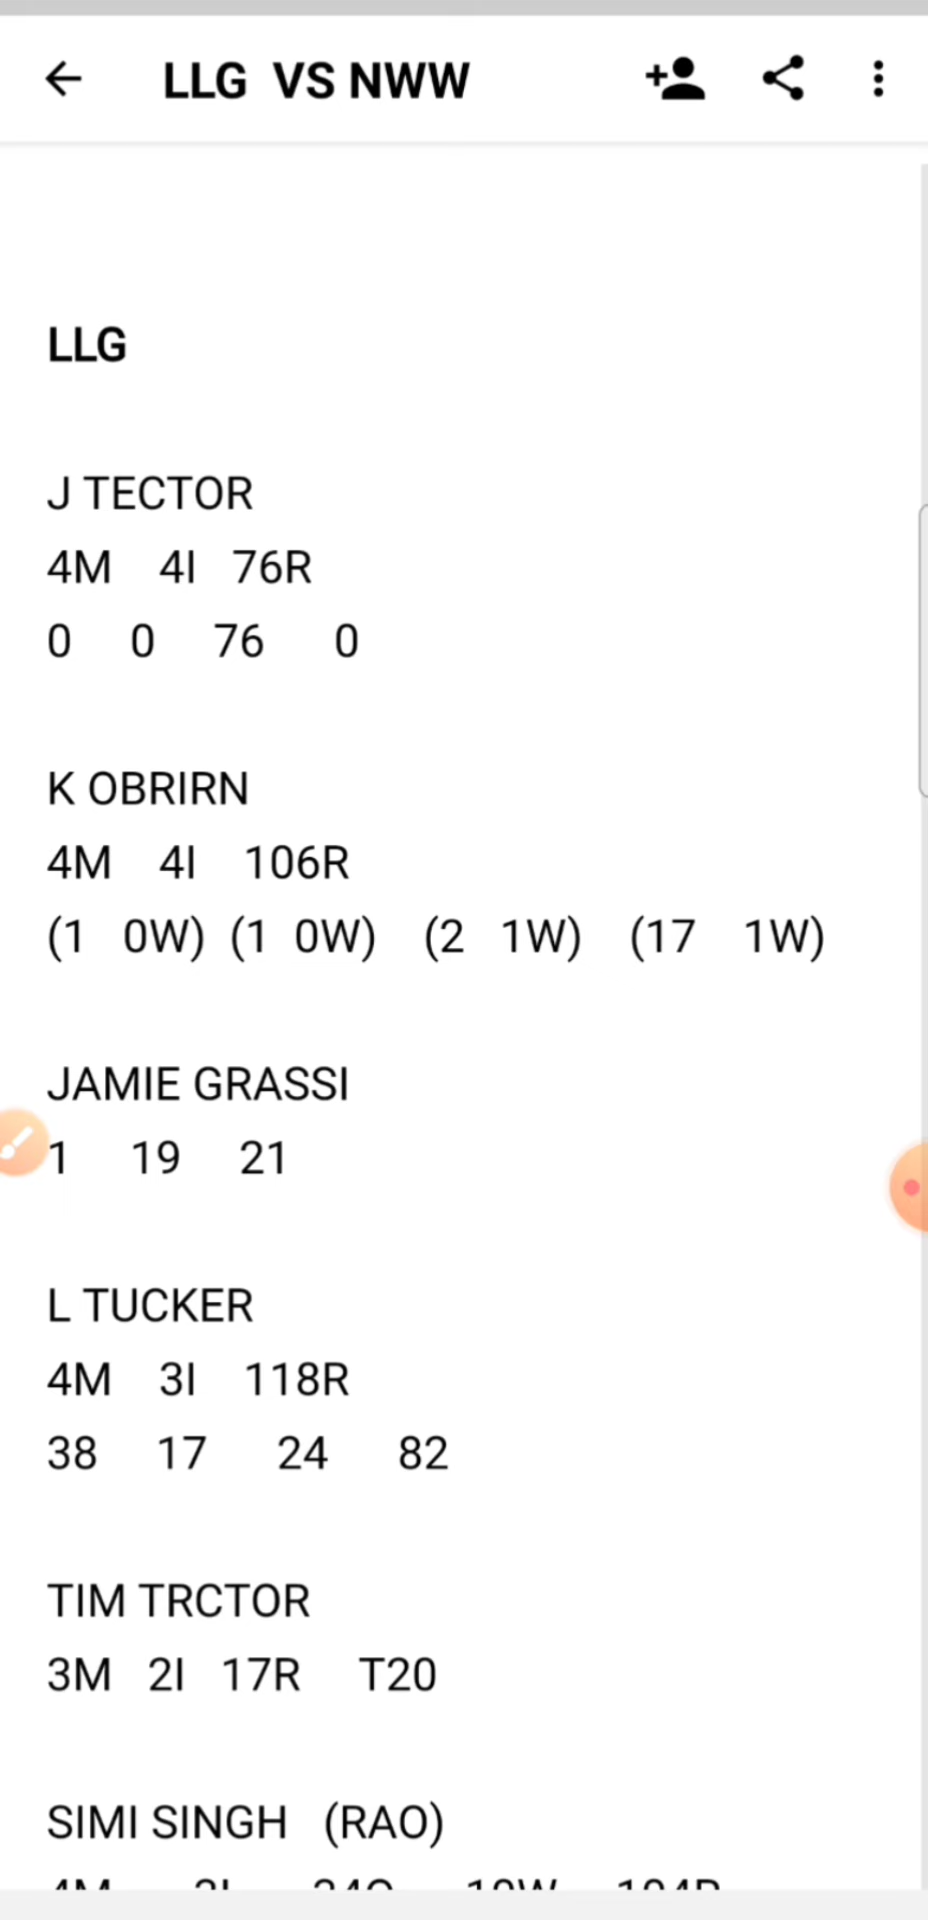 LLG VS NWW
LLG
J TECTOR
4M 4I 76R
0 0 76 0
K OBRIRN
4M 4I 106R
(1 0W) (1 0W) (2 1W) (17 1W)
JAMIE GRASSI
1 19 21
L TUCKER
4M 3I 118R
38 17 24 82
TIM TRCTOR
3M 2I 17R T20
SIMI SINGH (RAO)